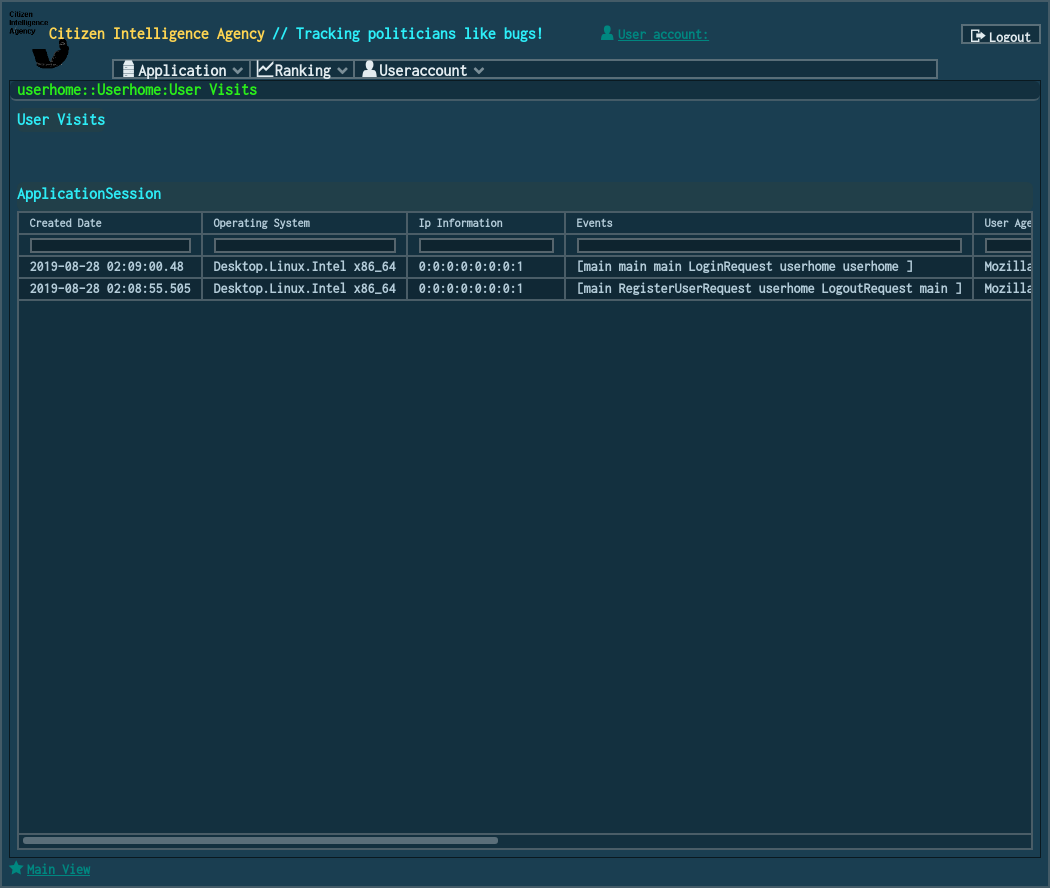 Citizen
Intelligence
Agency
Citizen Intelligence Agency // Tracking politicians like bugs!
User account:
Logout
Application
Ranking
Useraccount
userhome::Userhome:User Visits
User Visits
ApplicationSession
Created Date Operating System Ip Information Events User Age
2019-08-28 02:09:00.48 Desktop.Linux.Intel x86_64 0:0:0:0:0:0:0:1 [main main main LoginRequest userhome userhome ] Mozilla
2019-08-28 02:08:55.505 Desktop.Linux.Intel x86_64 0:0:0:0:0:0:0:1 [main RegisterUserRequest userhome LogoutRequest main ] Mozilla
Main View